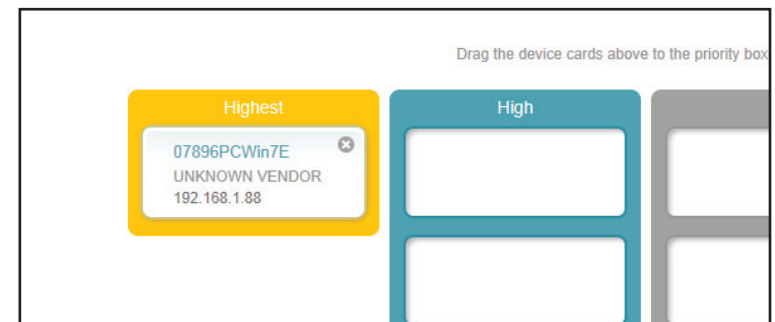 Drag the device cards above to the priority box
Highest
High
07896PCWin7E
UNKNOWN VENDOR
192.168.1.88